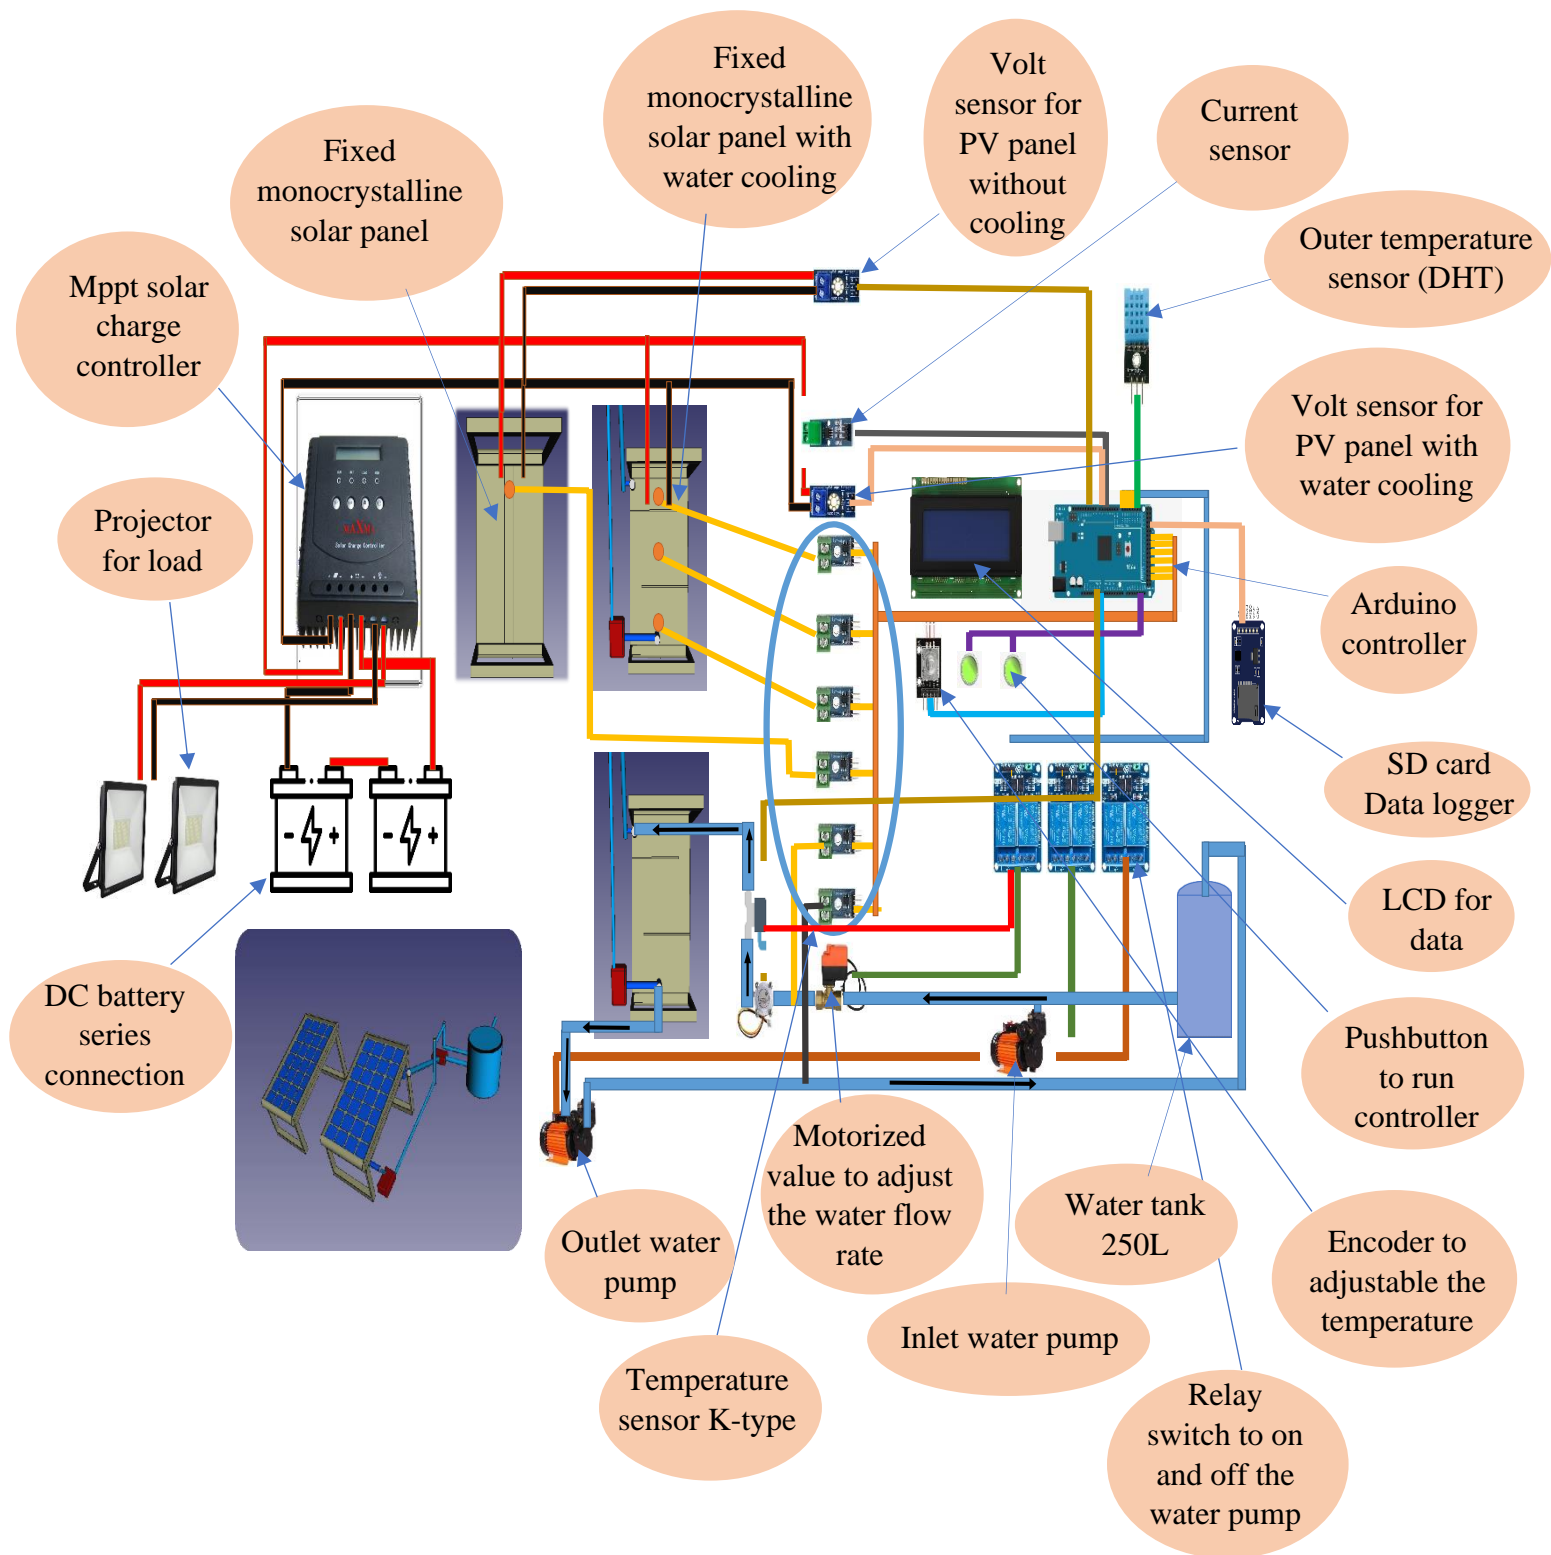 Fixed
monocrystalline
solar panel with
water cooling
Volt
sensor for
PV panel
without
cooling
Current
sensor
Fixed
monocrystalline
solar panel
Outer temperature
sensor (DHT)
Mppt solar
charge
controller
Volt sensor for
PV panel with
water cooling
Projector
for load
Solar Charge Controller
Arduino
controller
SD card
Data logger
LCD for
data
DC battery
series
connection
Pushbutton
to run
controller
Motorized
value to adjust
the water flow
rate
Water tank
250L
Outlet water
pump
Encoder to
adjustable the
temperature
Inlet water pump
Temperature
sensor K-type
Relay
switch to on
and off the
water pump